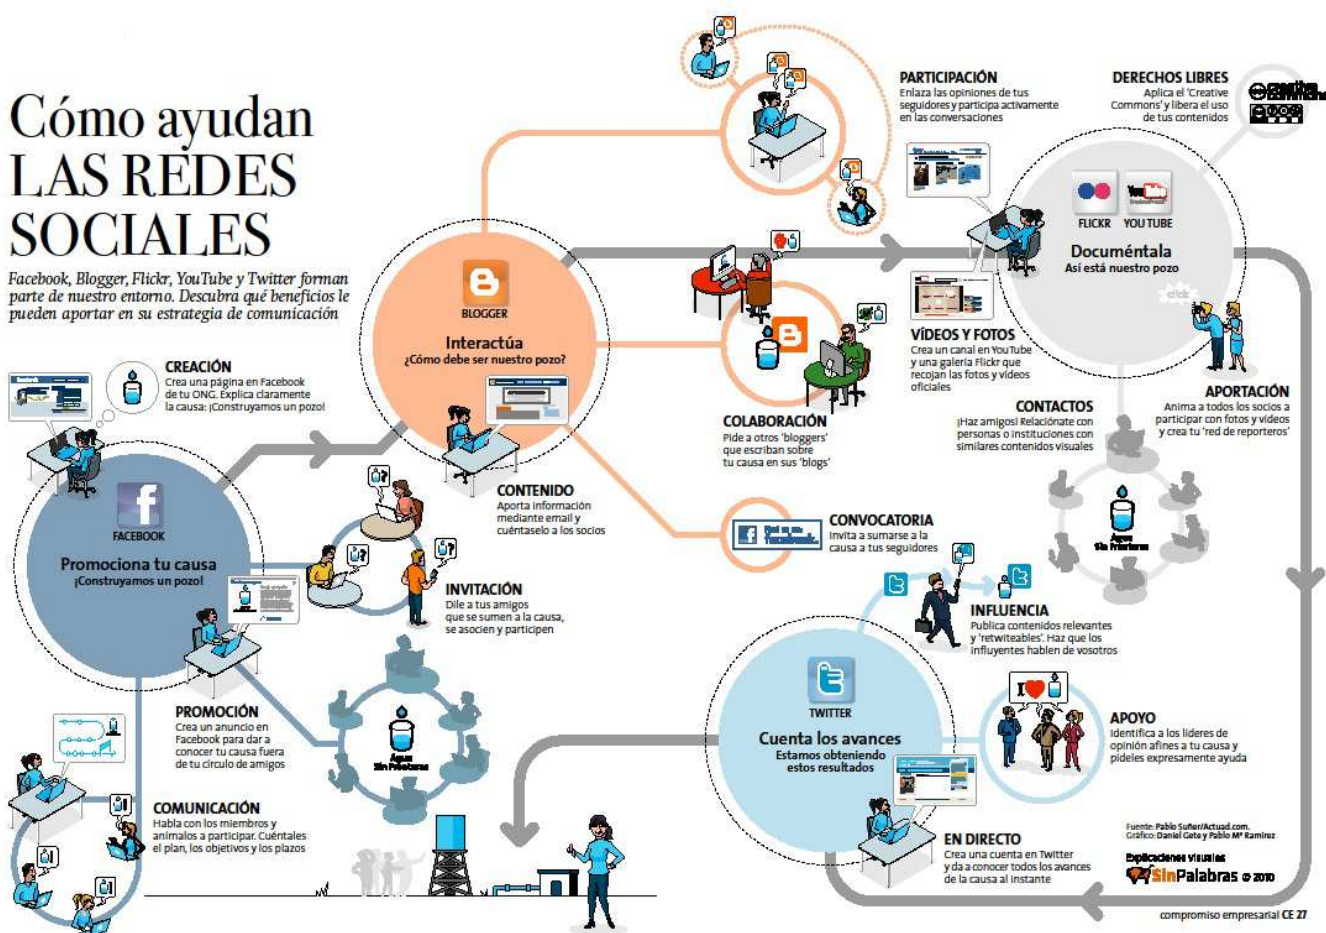 Cómo ayudan
LAS REDES
SOCIALES
Facebook, Blogger, Flickr, YouTube y Twitter forman
parte de nuestro entorno. Descubra qué beneficios le
pueden aportar en su estrategia de comunicación
CREACIÓN
Crea una página en Facebook
de tu ONG. Explica claramente
la causa: ¡Construyamos un pozo!
FACEBOOK
Promociona tu causa
¡Construyamos un pozo!
INVITACIÓN
Dile a tus amigos
que se sumen a la causa,
se asocien y participen
PROMOCIÓN
Crea un anuncio en
Facebook para dar a
conocer tu causa fuera
de tu círculo de amigos
Agua
Sin Fronteras
COMUNICACIÓN
Habla con los miembros y
anímalos a participar. Cuéntales
el plan, los objetivos y los plazos
BLOGGER
Interactúa
¿Cómo debe ser nuestro pozo?
CONTENIDO
Aporta información
mediante email y
cuéntaselo a los socios
PARTICIPACIÓN
Enlaza las opiniones de tus
seguidores y participa activamente
en las conversaciones
COLABORACIÓN
Pide a otros 'bloggers'
que escriban sobre
tu causa en sus 'blogs'
CONVOCATORIA
Invita a sumarse a la
causa a tus seguidores
DERECHOS LIBRES
Aplica el 'Creative
Commons' y libera el uso
de tus contenidos
FLICKR
YOU TUBE
Documéntala
Así está nuestro pozo
click
VÍDEOS Y FOTOS
Crea un canal en YouTube
y una galería Flickr que
recojan las fotos y vídeos
oficiales
APORTACIÓN
Anima a todos los socios a
participar con fotos y vídeos
y crea tu 'red de reporteros'
CONTACTOS
¡Haz amigos! Relaciónate con
personas o instituciones con
similares contenidos visuales
Agua
Sin Fronteras
INFLUENCIA
Publica contenidos relevantes
y 'retwiteables'. Haz que los
influyentes hablen de vosotros
TWITTER
Cuenta los avances
Estamos obteniendo
estos resultados
I
APOYO
Identifica a los líderes de
opinión afines a tu causa y
pídeles expresamente ayuda
EN DIRECTO
Crea una cuenta en Twitter
y da a conocer todos los avances
de la causa al instante
Fuente: Pablo Suñer/Actuad.com.
Gráfico: Daniel Gete y Pablo Mª Ramírez
Explicaciones visuales
SinPalabras © 2010
compromiso empresarial CE 27